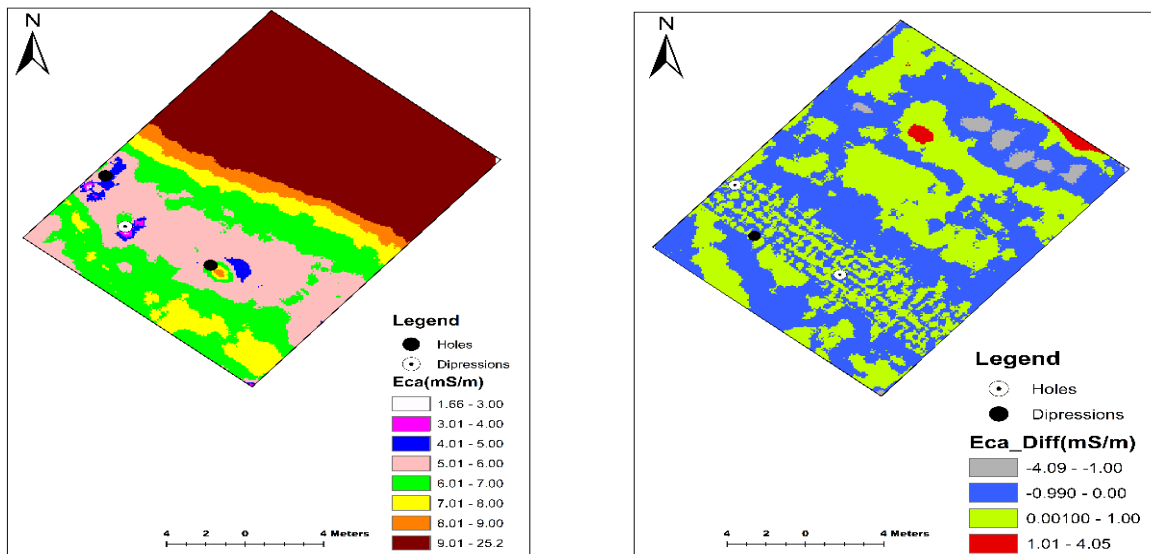 N
Legend
Holes
Dipressions
Eca(mS/m)
1.66 - 3.00
3.01 - 4.00
4.01 - 5.00
5.01 - 6.00
6.01 - 7.00
7.01 - 8.00
8.01 - 9.00
9.01 - 25.2
4 2 0 4 Meters
N
Legend
Holes
Dipressions
Eca_Diff(mS/m)
-4.09 - -1.00
-0.990 - 0.00
0.00100 - 1.00
1.01 - 4.05
4 2 0 4 Meters